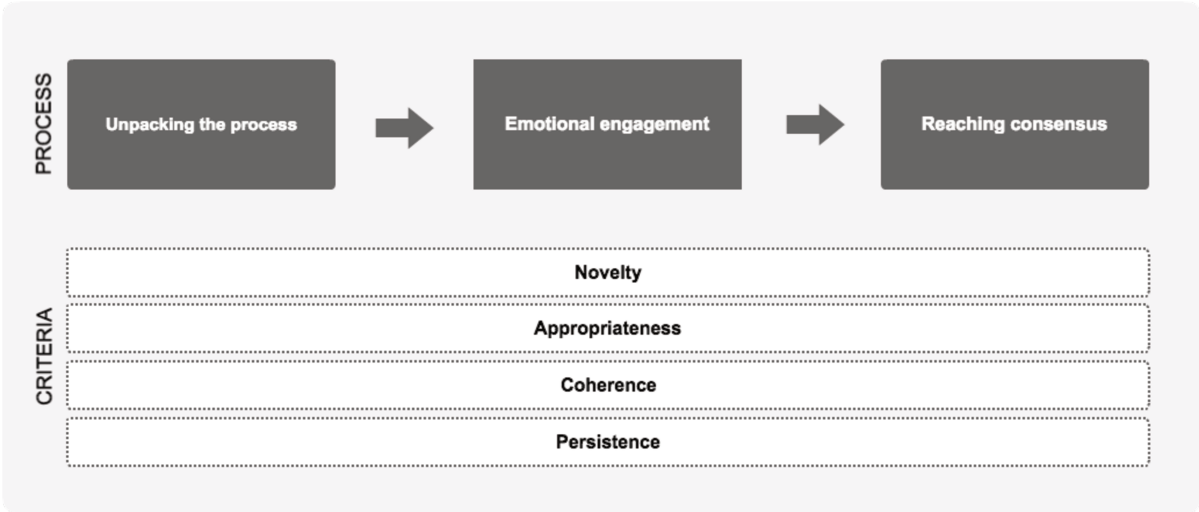 PROCESS
Unpacking the process
Emotional engagement
Reaching consensus
CRITERIA
Novelty
Appropriateness
Coherence
Persistence